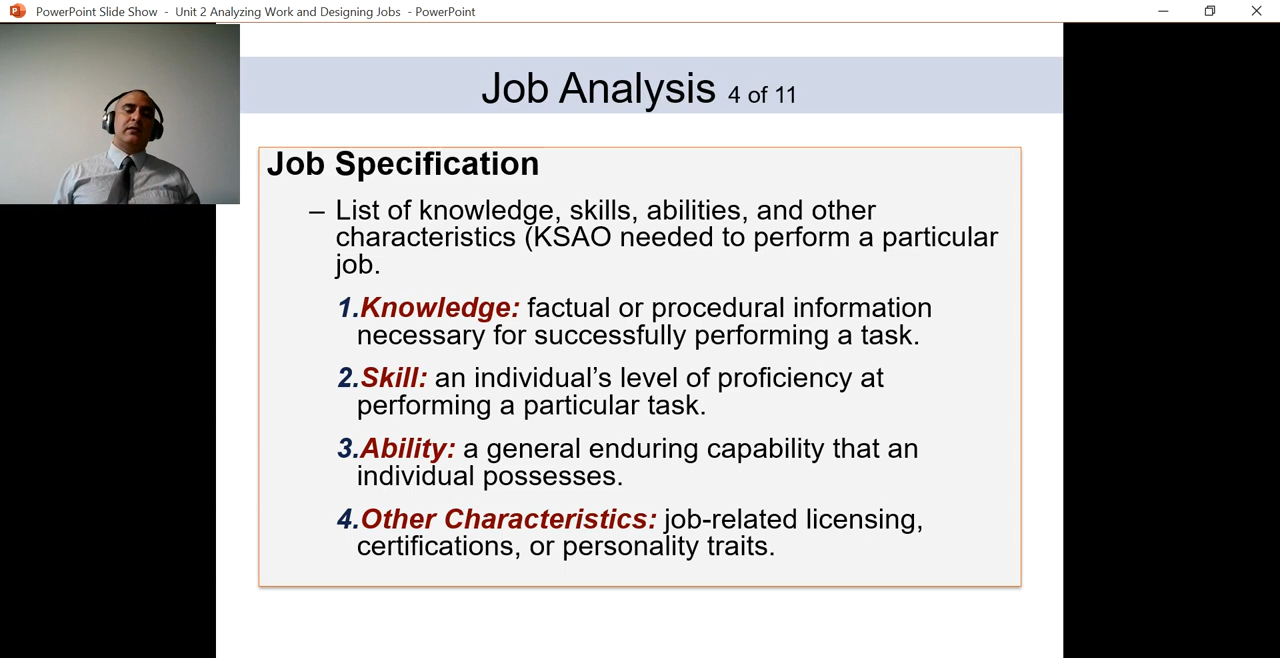 PowerPoint Slide Show - Unit 2 Analyzing Work and Designing Jobs - PowerPoint
Job Analysis 4 of 11
Job Specification
– List of knowledge, skills, abilities, and other
characteristics (KSAO needed to perform a particular
job.
1.Knowledge: factual or procedural information
necessary for successfully performing a task.
2.Skill: an individual’s level of proficiency at
performing a particular task.
3.Ability: a general enduring capability that an
individual possesses.
4.Other Characteristics: job-related licensing,
certifications, or personality traits.